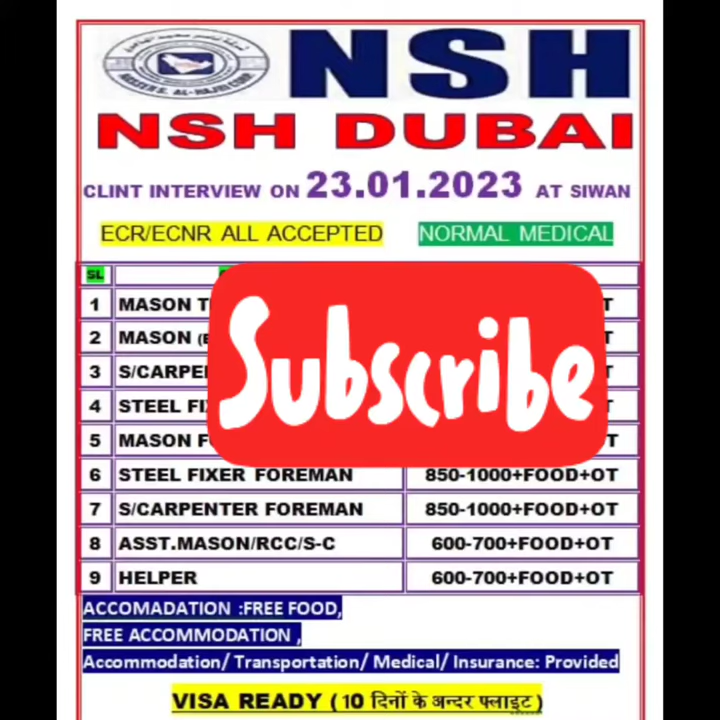 NSH
NSH DUBAI
CLINT INTERVIEW ON 23.01.2023 AT SIWAN
ECR/ECNR ALL ACCEPTED NORMAL MEDICAL
SL
1 MASON
2 MASON
3
4 STEEL
5 MASON
Subscribe
6 STEEL FIXER FOREMAN 850-1000+FOOD+OT
7 S/CARPENTER FOREMAN 850-1000+FOOD+OT
8 ASST.MASON/RCC/S-C 600-700+FOOD+OT
9 HELPER 600-700+FOOD+OT
ACCOMADATION :FREE FOOD,
FREE ACCOMMODATION ,
Accommodation/ Transportation/ Medical/ Insurance: Provided
VISA READY ( 10 दिनों के अन्दर फ्लाइट )